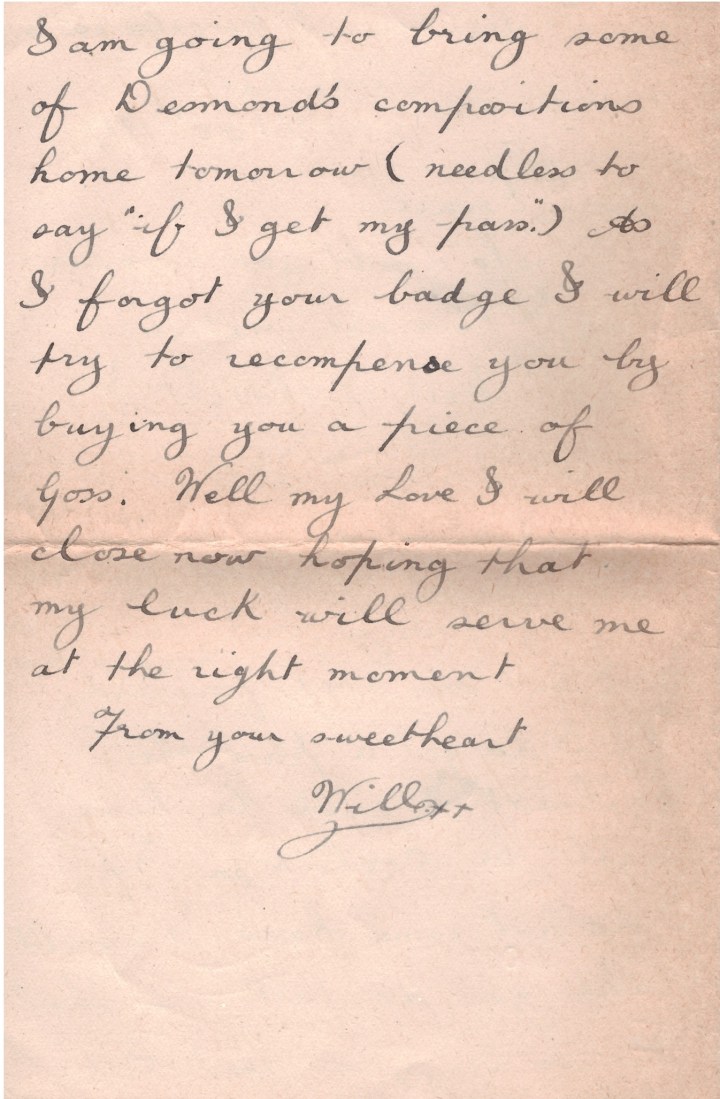 I am going to bring some
of Desmond's compositions
home tomorrow ( needless to
say "if I get my pass.") As
I forgot your badge I will
try to recompense you by
buying you a piece of
Goss. Well my Love I will
close now hoping that
my luck will serve me
at the right moment
From your sweetheart
Will xx